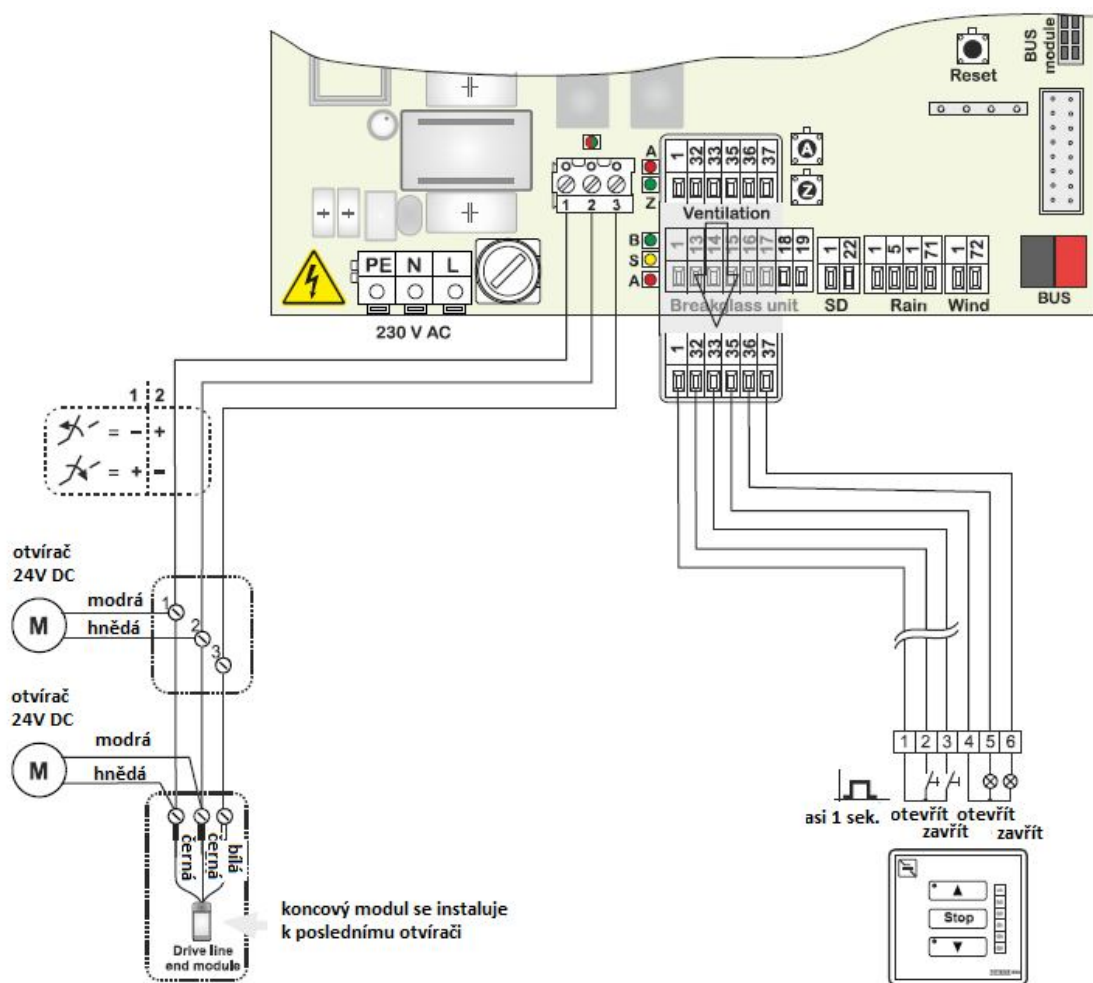 Reset
BUS
module
A
Z
1 32 33 35 36 37
A
Z
Ventilation
1 2 3
B
S
A
1 13 14 15 16 17 18 19
1 22
1 5 1 71
1 72
Breakglass unit
SD
Rain
Wind
BUS
PE N L
230 V AC
1 32 33 35 36 37
1 2
= - +
= + -
otvírač
24V DC
M
modrá
hnědá
1
2
3
otvírač
24V DC
M
modrá
hnědá
černá
černá
bílá
Drive line
end module
koncový modul se instaluje
k poslednímu otvírači
1 2 3 4 5 6
asi 1 sek.
otevřít
zavřít
otevřít
zavřít
Stop